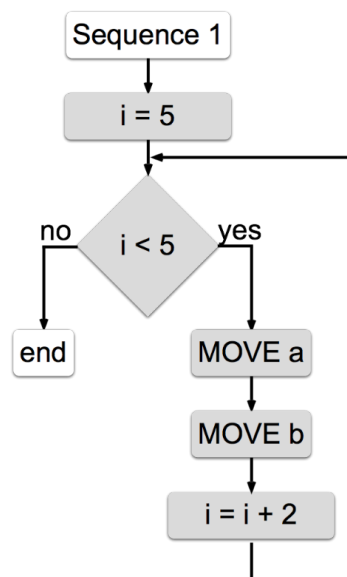 Sequence 1
i = 5
no
yes
i < 5
end
MOVE a
MOVE b
i = i + 2